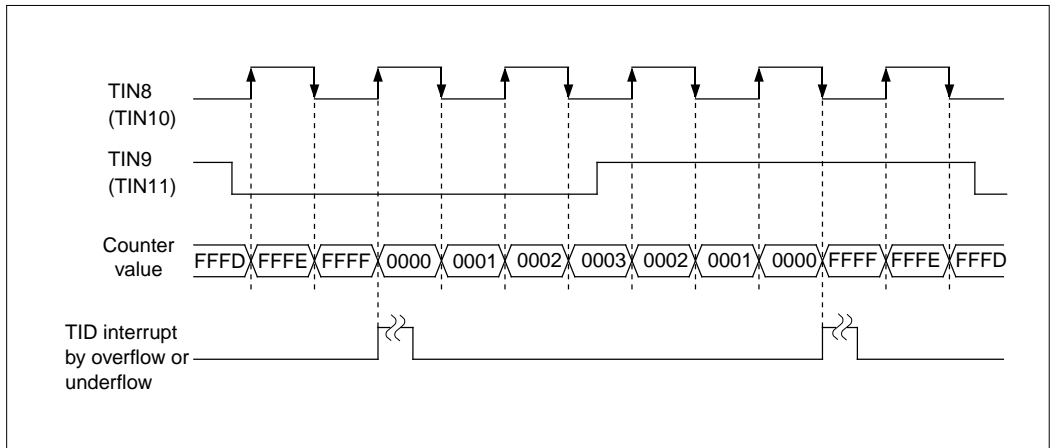 TIN8
(TIN10)
TIN9
(TIN11)
Counter
value
FFFD FFFE FFFF 0000 0001 0002 0003 0002 0001 0000 FFFF FFFE FFFD
TID interrupt
by overflow or
underflow